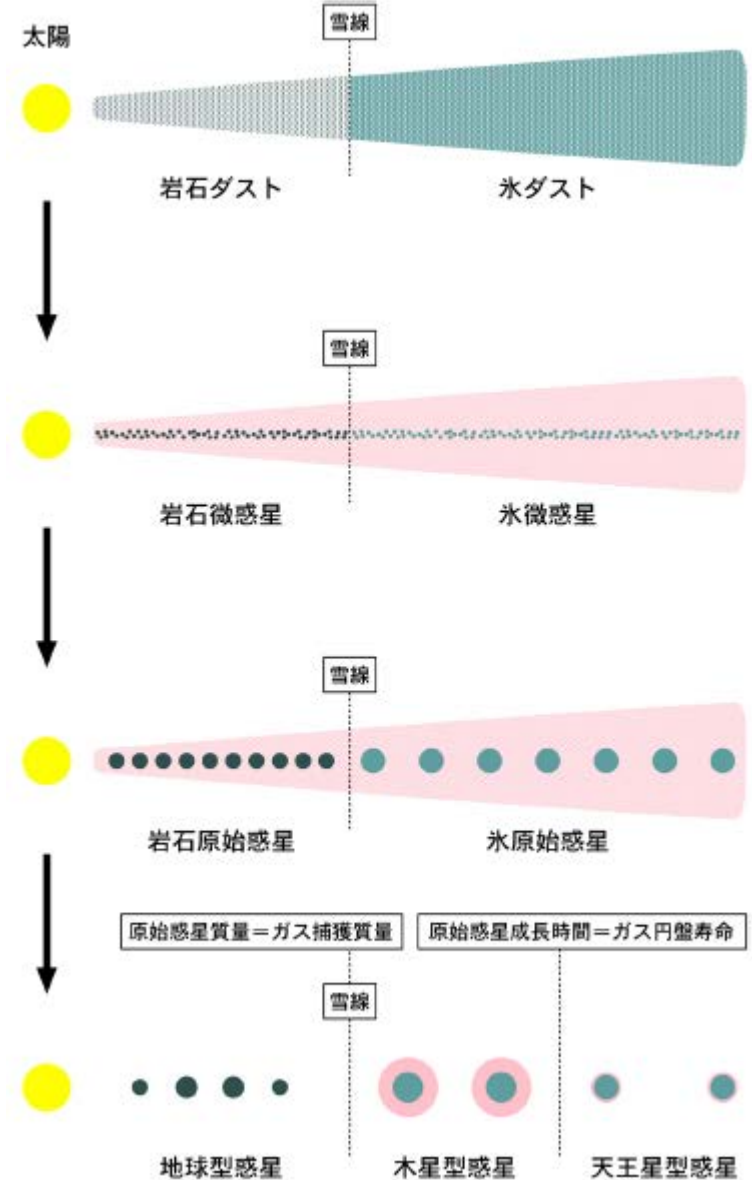 雪線
太陽
岩石ダスト
氷ダスト
雪線
岩石微惑星
氷微惑星
雪線
岩石原始惑星
氷原始惑星
原始惑星質量＝ガス捕獲質量
原始惑星成長時間＝ガス円盤寿命
雪線
地球型惑星
木星型惑星
天王星型惑星